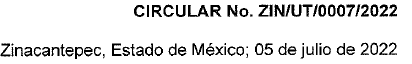 CIRCULAR No. ZIN/UT/0007/2022
Zinacantepec, Estado de México; 05 de julio de 2022